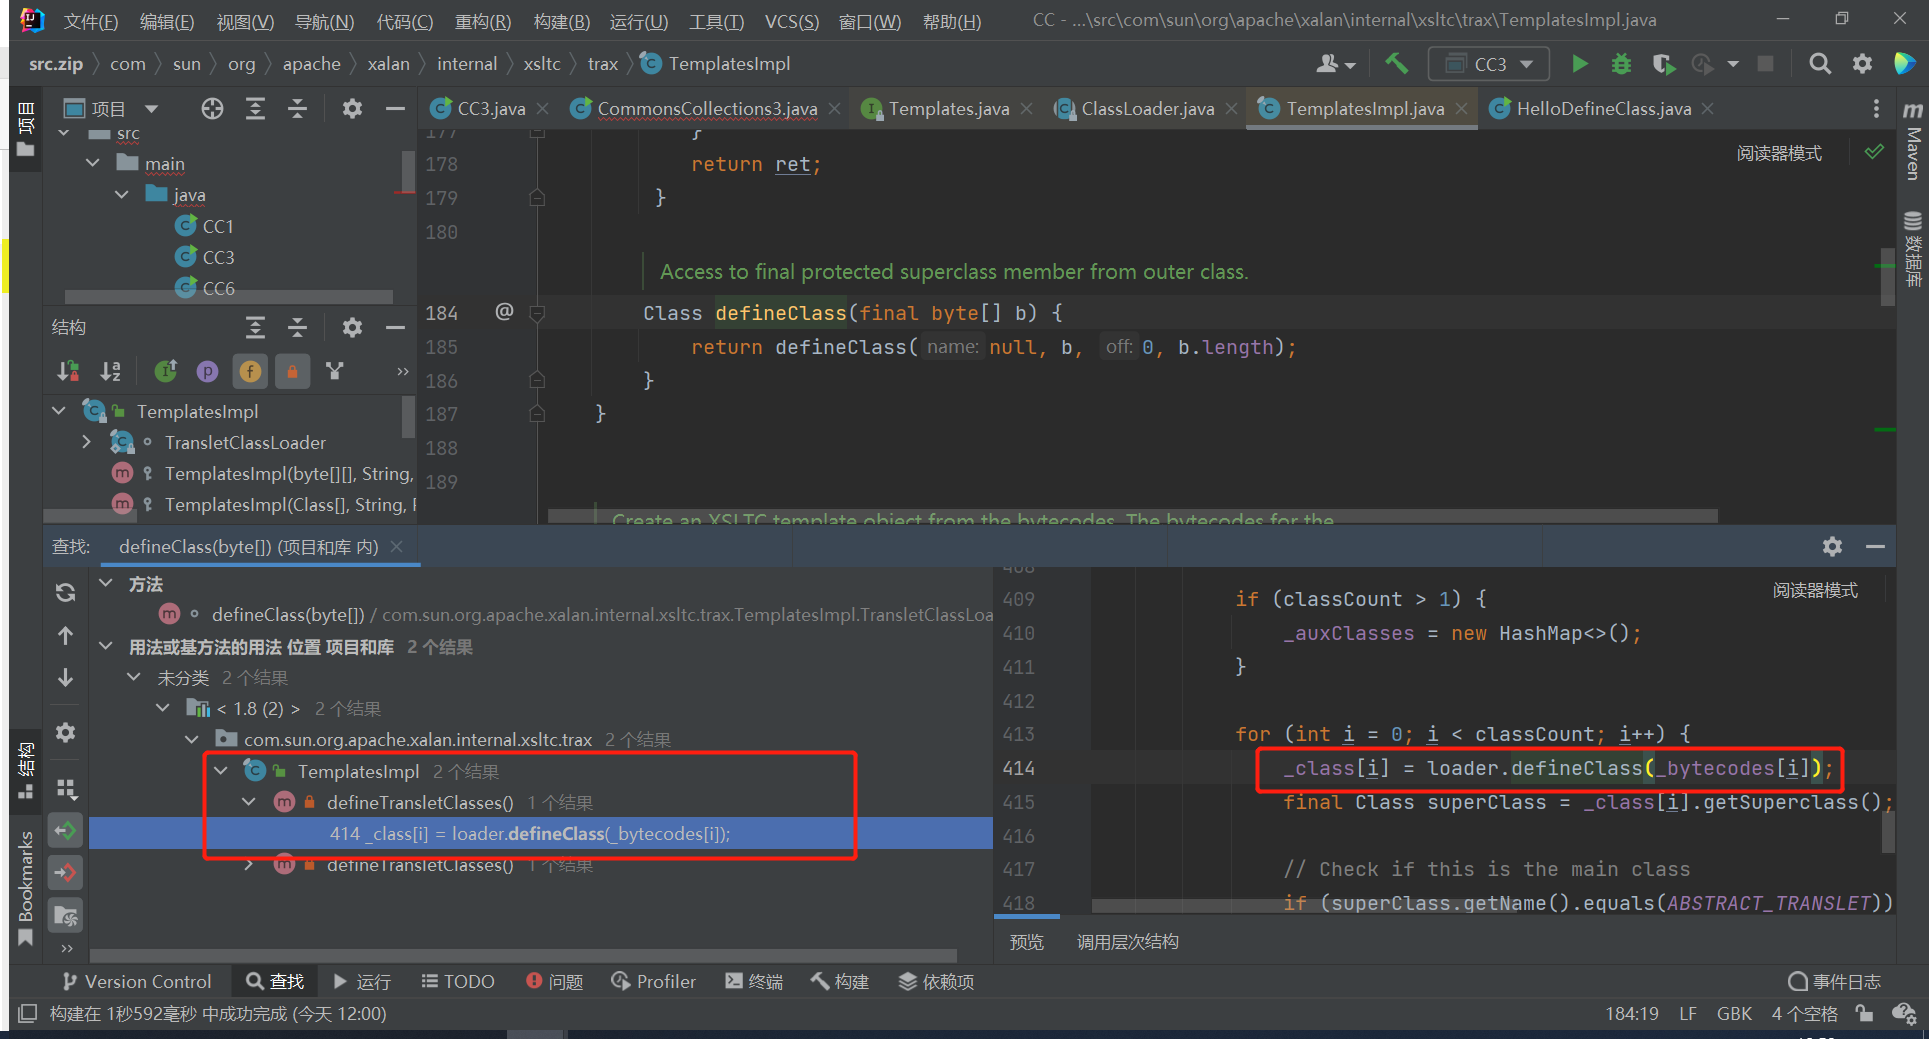 文件(F) 编辑(E) 视图(V) 导航(N) 代码(C) 重构(R) 构建(B) 运行(U) 工具(T) VCS(S) 窗口(W) 帮助(H) CC - ...\src\com\sun\org\apache\xalan\internal\xsltc\trax\TemplatesImpl.java
src.zip com sun org apache xalan internal xsltc trax TemplatesImpl CC3
项目
项目
CC3.java CommonsCollections3.java Templates.java ClassLoader.java TemplatesImpl.java HelloDefineClass.java
Maven
数据库
src
main
java
CC1
CC3
CC6
结构
TemplatesImpl
TransletClassLoader
TemplatesImpl(byte[][], String,
TemplatesImpl(Class[], String,
阅读器模式
177 }
178 return ret;
179 }
180
Access to final protected superclass member from outer class.
184 @ Class defineClass(final byte[] b) {
185 return defineClass( name: null, b, off: 0, b.length);
186 }
187 }
188
189
Create an XSLTC template object from the bytecodes. The bytecodes for the
查找: defineClass(byte[]) (项目和库 内)
方法
defineClass(byte[]) / com.sun.org.apache.xalan.internal.xsltc.trax.TemplatesImpl.TransletClassLoa
用法或基方法的用法 位置 项目和库 2 个结果
未分类 2 个结果
< 1.8 (2) > 2 个结果
com.sun.org.apache.xalan.internal.xsltc.trax 2 个结果
TemplatesImpl 2 个结果
defineTransletClasses() 1 个结果
414 _class[i] = loader.defineClass(_bytecodes[i]);
defineTransletClasses() 1 个结果
阅读器模式
408
409 if (classCount > 1) {
410 _auxClasses = new HashMap<>();
411 }
412
413 for (int i = 0; i < classCount; i++) {
414 _class[i] = loader.defineClass(_bytecodes[i]);
415 final Class superClass = _class[i].getSuperclass();
416
417 // Check if this is the main class
418 if (superClass.getName().equals(ABSTRACT_TRANSLET))
预览 调用层次结构
结构
Bookmarks
Version Control 查找 运行 TODO 问题 Profiler 终端 构建 依赖项 事件日志
构建在 1秒592毫秒 中成功完成 (今天 12:00) 184:19 LF GBK 4 个空格